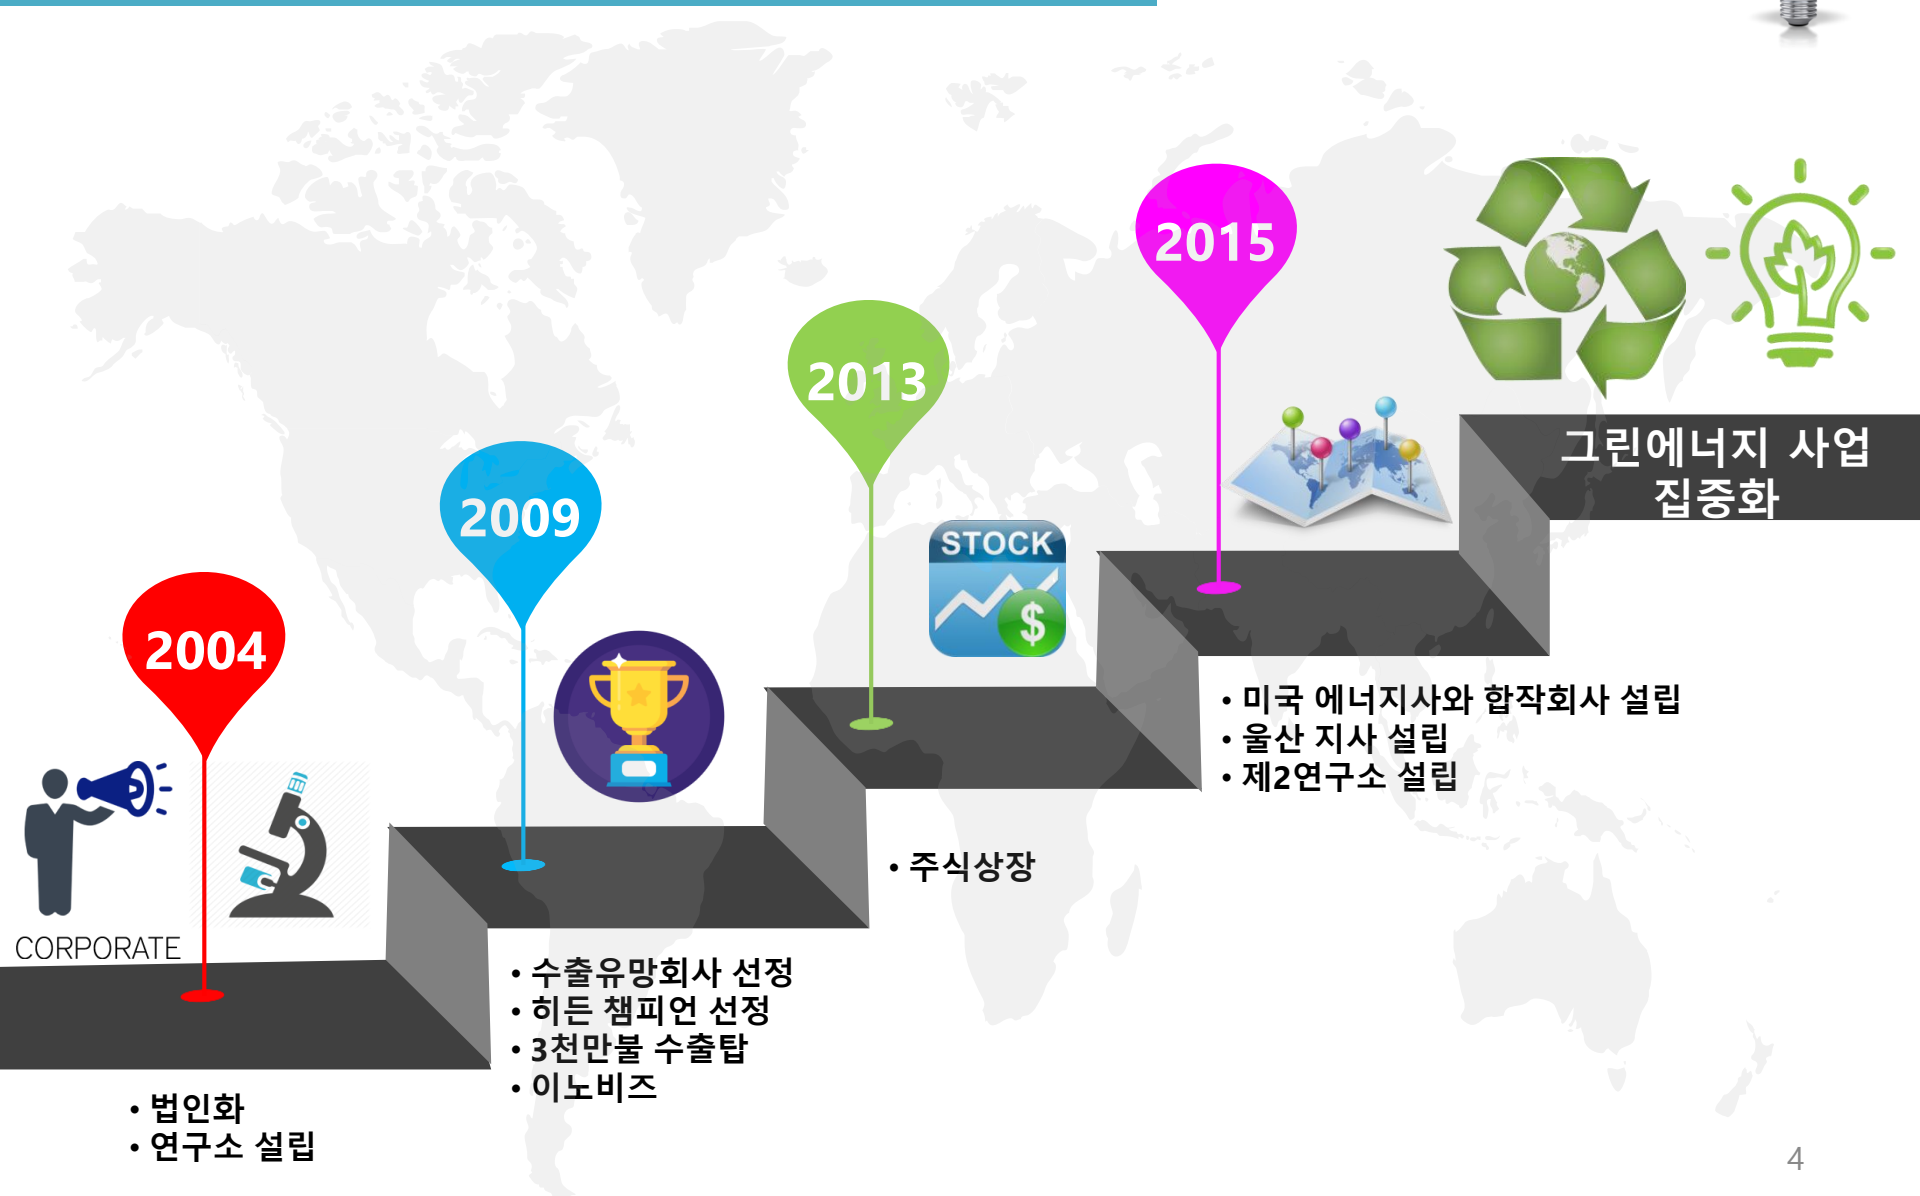 2004
CORPORATE
• 법인화
• 연구소 설립
2009
• 수출유망회사 선정
• 히든 챔피언 선정
• 3천만불 수출탑
• 이노비즈
2013
STOCK
$
• 주식상장
2015
• 미국 에너지사와 합작회사 설립
• 울산 지사 설립
• 제2연구소 설립
그린에너지 사업
집중화
4